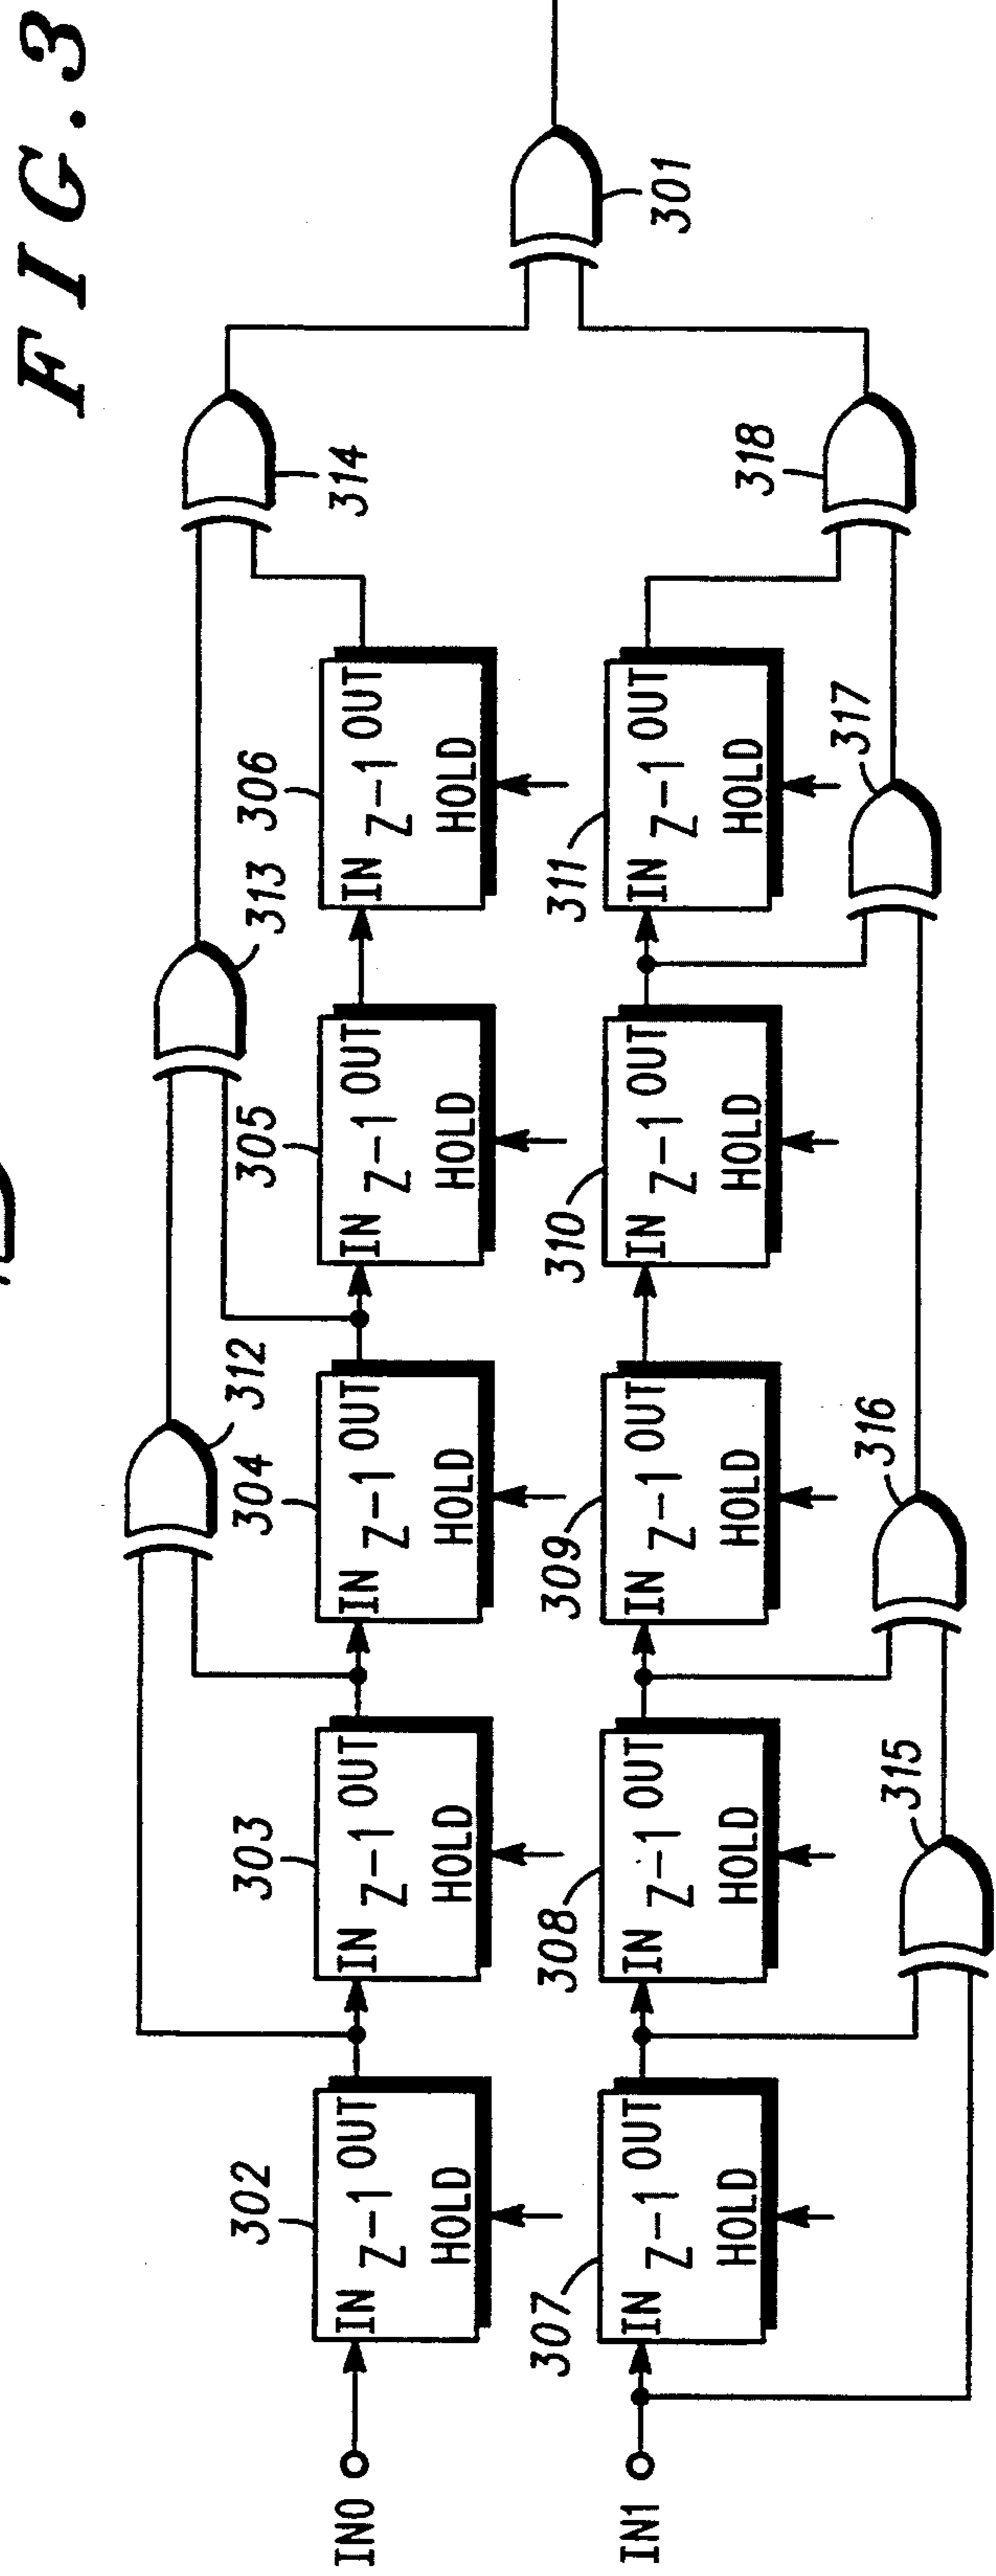 FIG.3
301
314
318
306
IN Z-1 OUT
HOLD
311
IN Z-1 OUT
HOLD
317
313
305
IN Z-1 OUT
HOLD
310
IN Z-1 OUT
HOLD
312
304
IN Z-1 OUT
HOLD
309
IN Z-1 OUT
HOLD
316
303
IN Z-1 OUT
HOLD
308
IN Z-1 OUT
HOLD
315
302
IN Z-1 OUT
HOLD
307
IN Z-1 OUT
HOLD
IN0
IN1